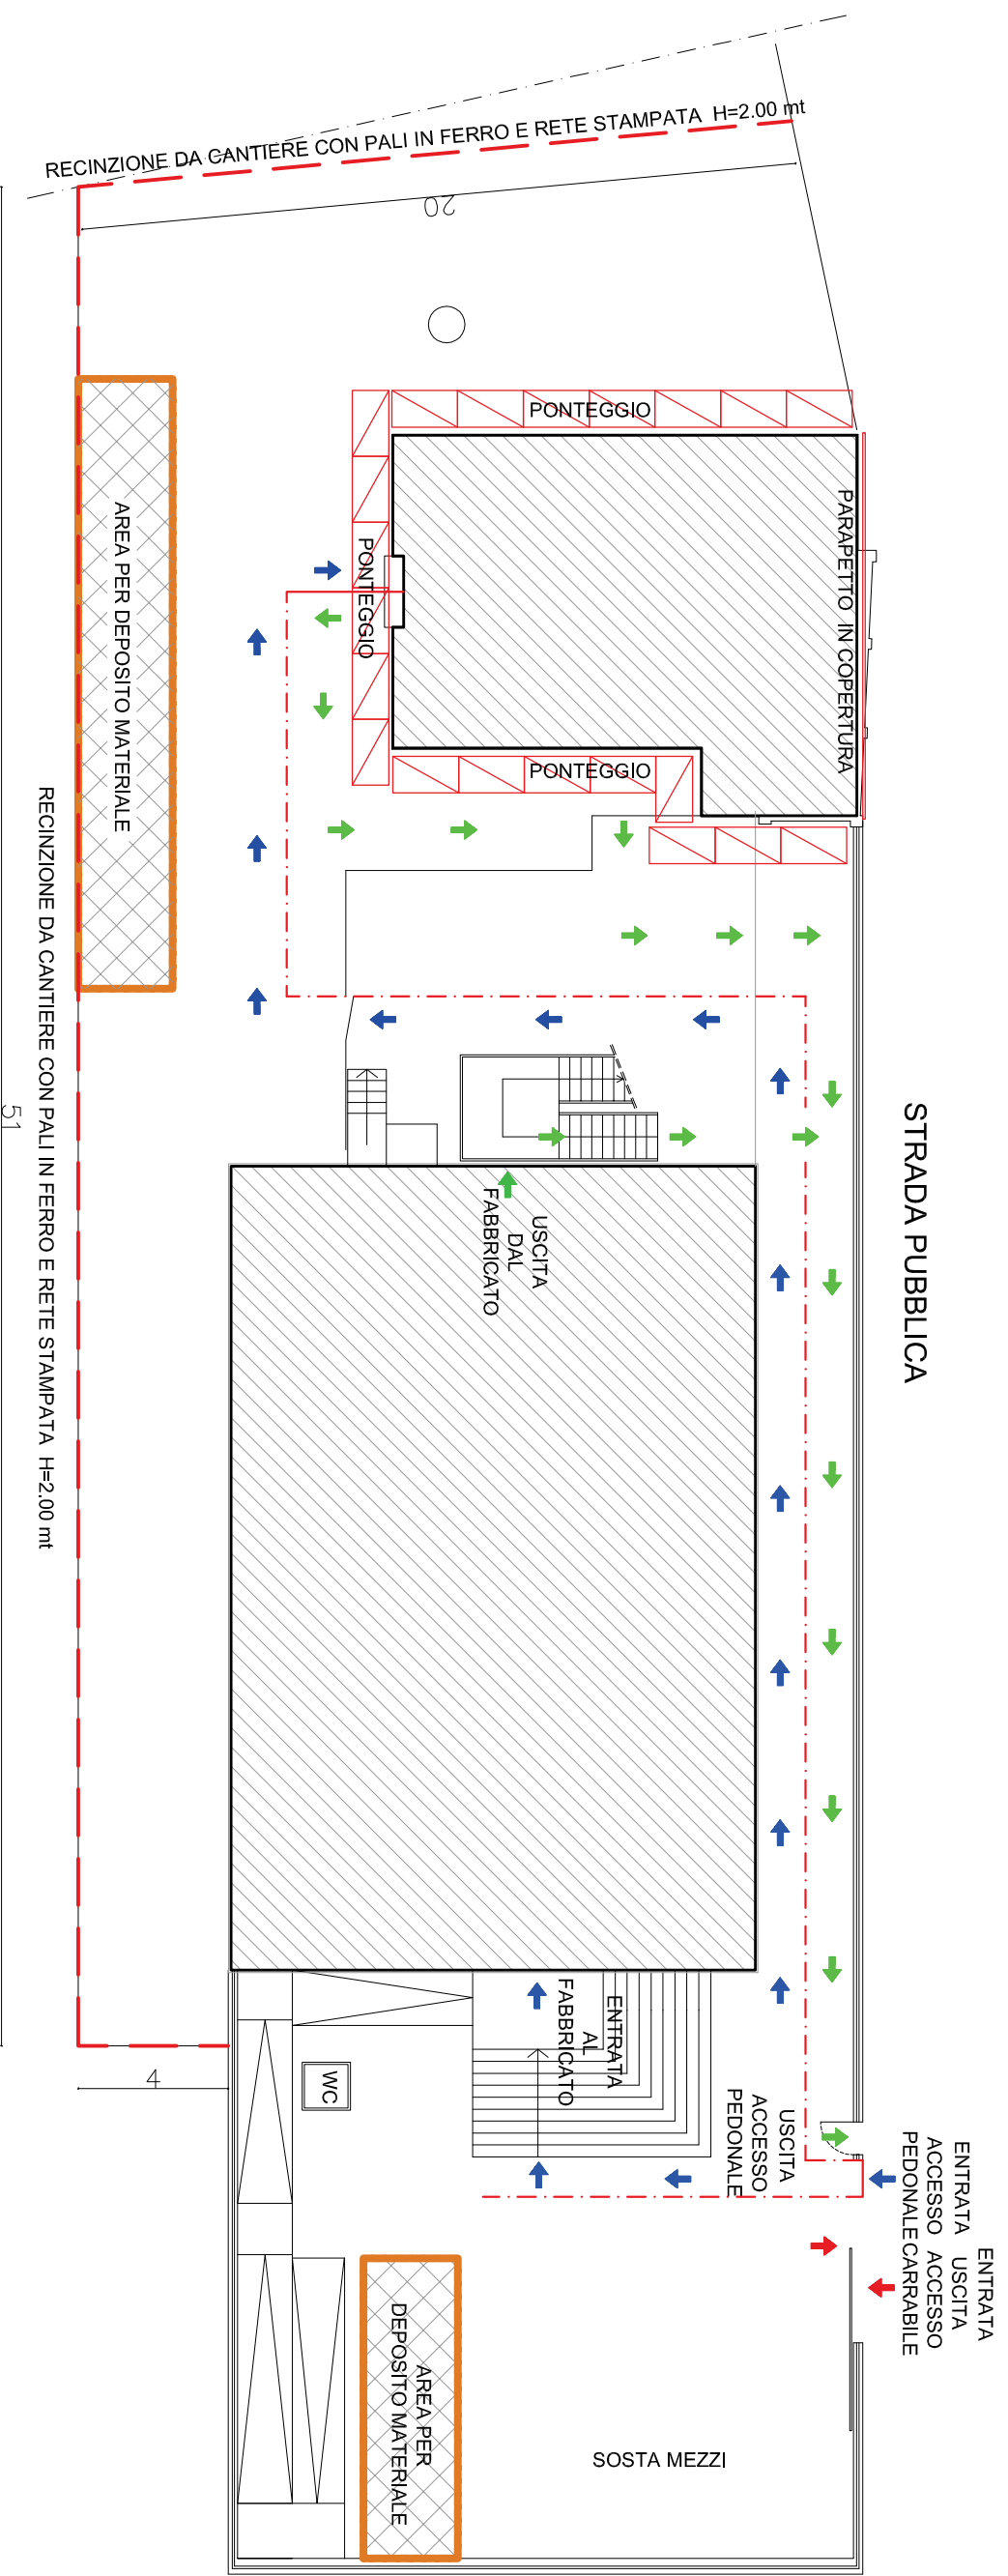 RECINZIONE DA CANTIERE CON PALI IN FERRO E RETE STAMPATA H=2.00 mt
20
PONTEGGIO
PARAPETTO IN COPERTURA
PONTEGGIO
AREA PER DEPOSITO MATERIALE
PONTEGGIO
RECINZIONE DA CANTIERE CON PALI IN FERRO E RETE STAMPATA H=2.00 mt
51
STRADA PUBBLICA
USCITA
DAL
FABBRICATO
ENTRATA
AL
FABBRICATO
WC
4
USCITA
ACCESSO
PEDONALE
ENTRATA
ACCESSO
PEDONALE
ENTRATA
USCITA
ACCESSO
CARRABILE
AREA PER
DEPOSITO MATERIALE
SOSTA MEZZI